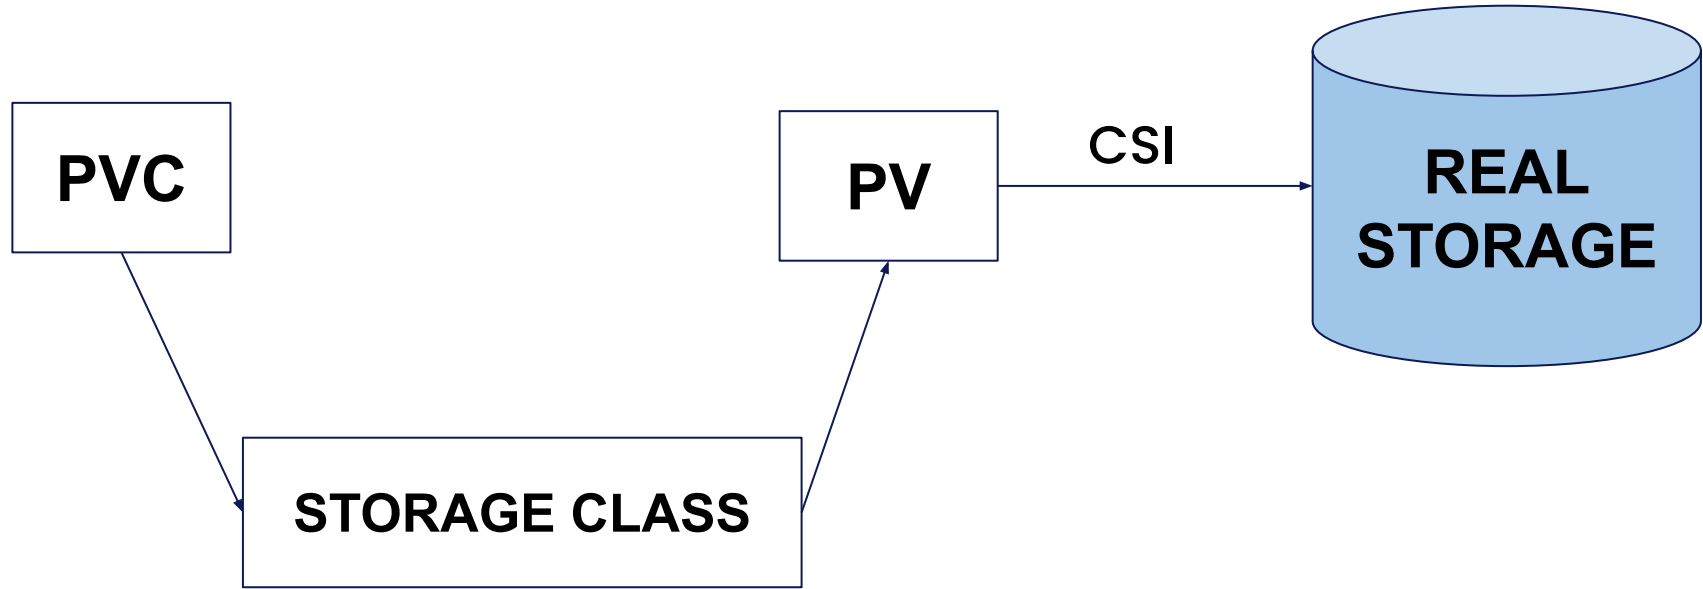 PVC
PV
CSI
REAL
STORAGE
STORAGE CLASS